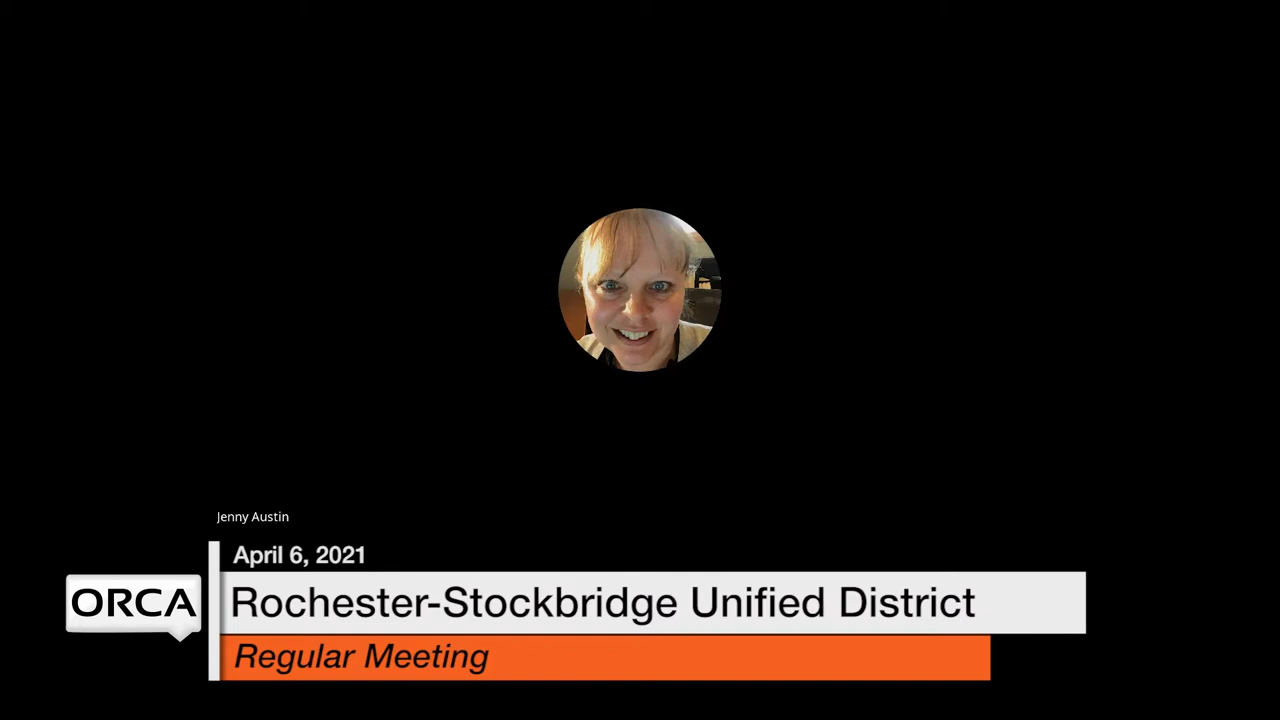 Jenny Austin
April 6, 2021
ORCA
Rochester-Stockbridge Unified District
Regular Meeting